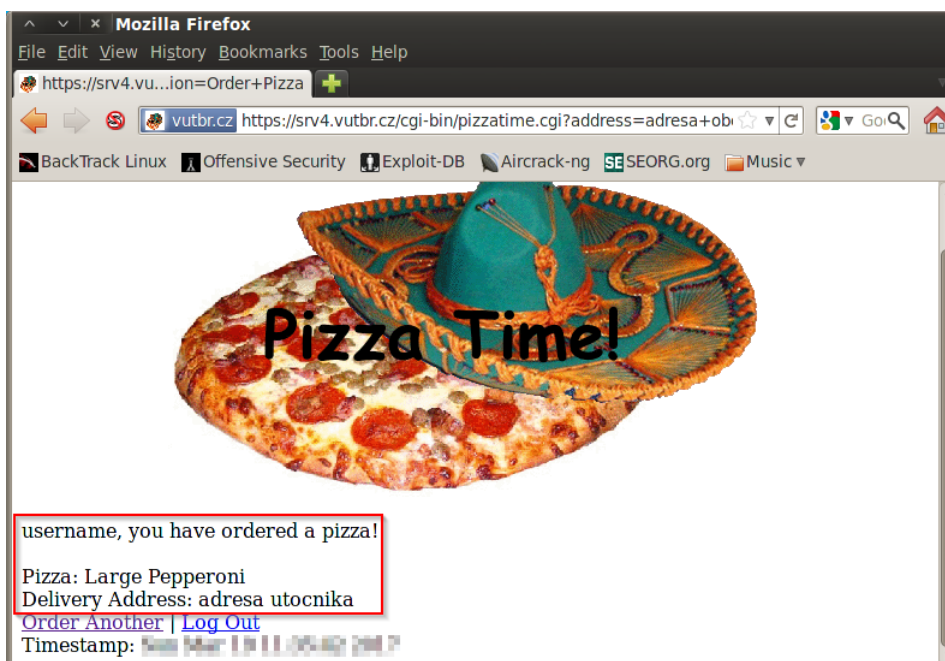 Mozilla Firefox
File Edit View History Bookmarks Tools Help
https://srv4.vu...ion=Order+Pizza
vutbr.cz https://srv4.vutbr.cz/cgi-bin/pizzatime.cgi?address=adresa+ob
BackTrack Linux Offensive Security Exploit-DB Aircrack-ng SE SEORG.org Music
Pizza Time!
username, you have ordered a pizza!
Pizza: Large Pepperoni
Delivery Address: adresa utocnika
Order Another | Log Out
Timestamp: